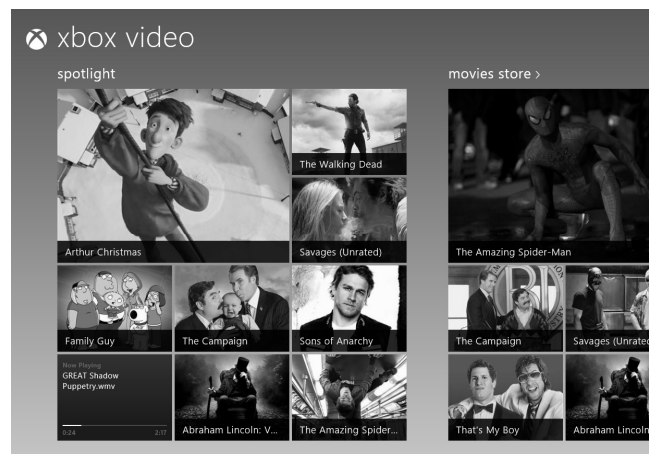 xbox video
spotlight
movies store >
The Walking Dead
Arthur Christmas
Savages (Unrated)
The Amazing Spider-Man
Family Guy
The Campaign
Sons of Anarchy
The Campaign
Savages (Unrated
Now Playing
GREAT Shadow
Puppetry.wmv
0:24
2:17
Abraham Lincoln: V...
The Amazing Spider...
That's My Boy
Abraham Lincoln